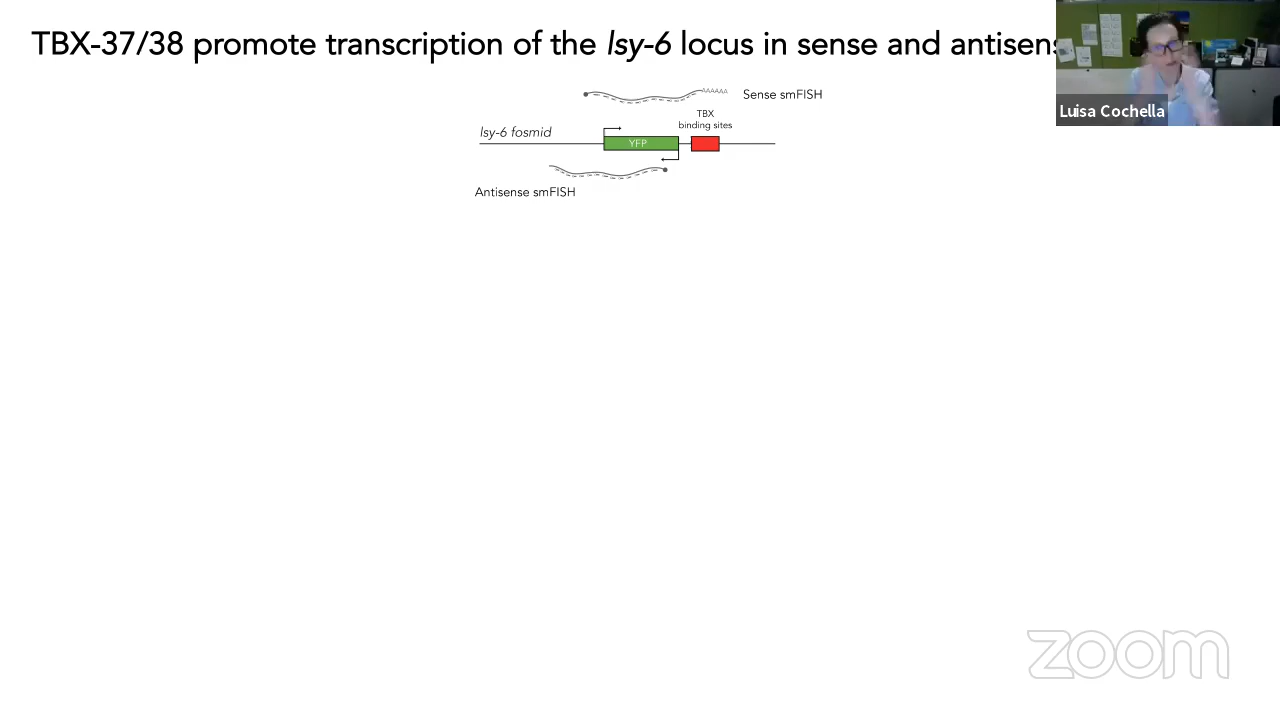 TBX-37/38 promote transcription of the lsy-6 locus in sense and antisens
Luisa Cochella
AAAAAA
Sense smFISH
TBX
binding sites
lsy-6 fosmid
YFP
Antisense smFISH
zoom